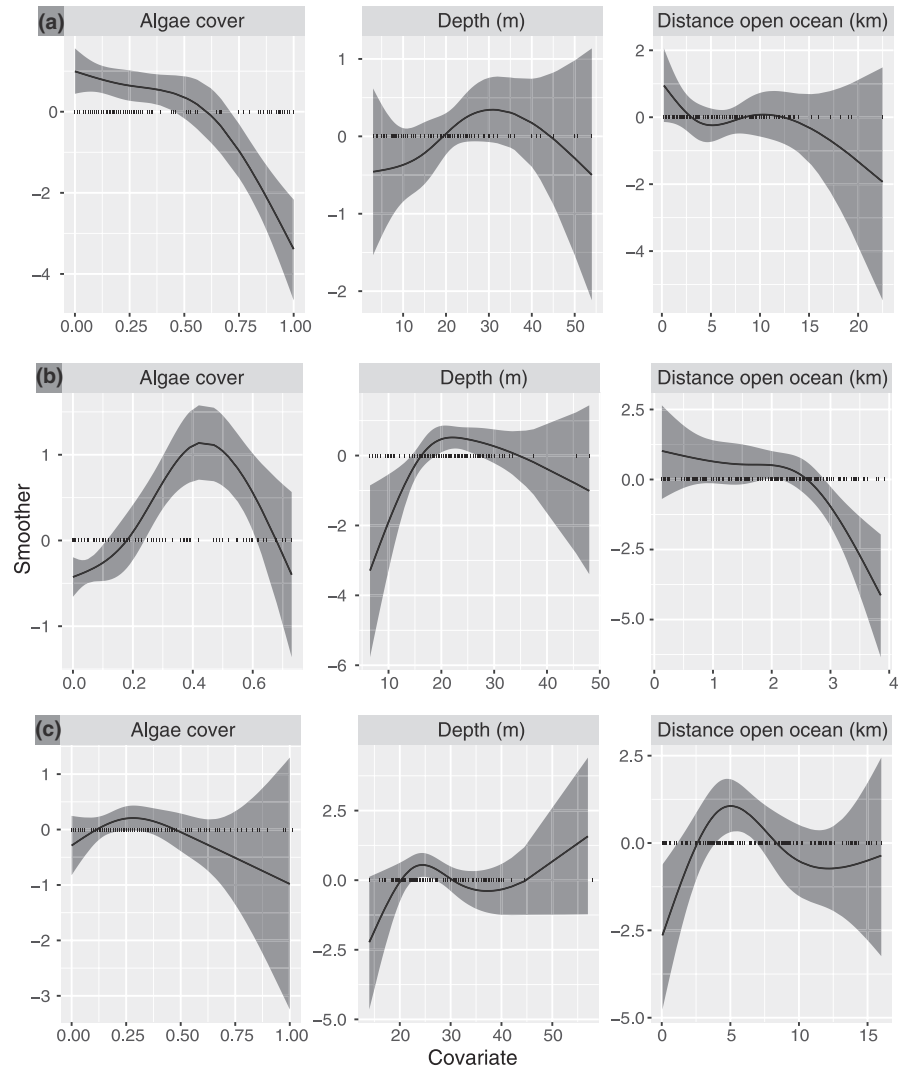 (a) Algae cover Depth (m) Distance open ocean (km)
0 1 2
-2 0 0
-4 -1 -2
-2 -4
0.00 0.25 0.50 0.75 1.00 10 20 30 40 50 0 5 10 15 20
(b) Algae cover Depth (m) Distance open ocean (km)
Smoother
1 0 2.5
0 -2 0.0
-1 -4 -2.5
-6 -5.0
0.0 0.2 0.4 0.6 10 20 30 40 50 0 1 2 3 4
(c) Algae cover Depth (m) Distance open ocean (km)
1 2.5 2.5
0 0.0 0.0
-1 -2.5 -2.5
-2 -5.0 -5.0
-3
0.00 0.25 0.50 0.75 1.00 20 30 40 50 0 5 10 15
Covariate